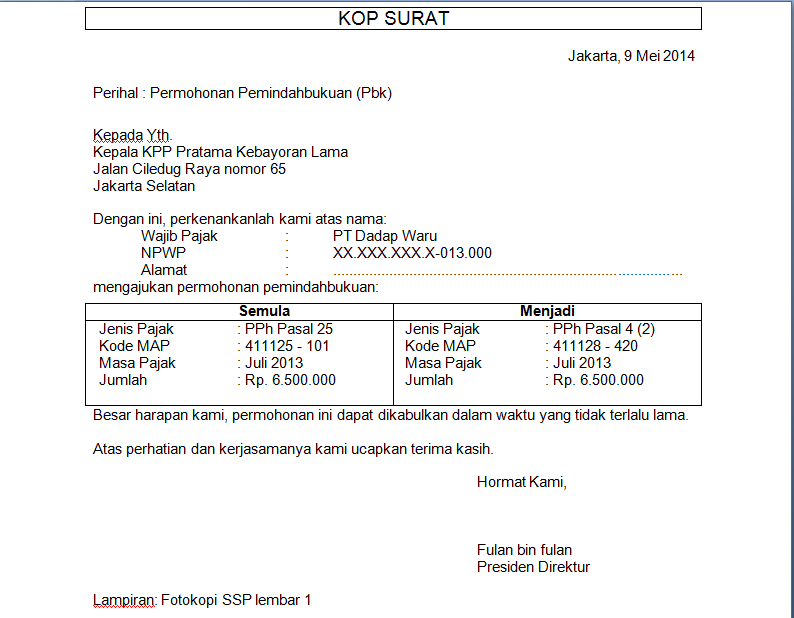 KOP SURAT
Jakarta, 9 Mei 2014
Perihal : Permohonan Pemindahbukuan (Pbk)
Kepada Yth.
Kepala KPP Pratama Kebayoran Lama
Jalan Ciledug Raya nomor 65
Jakarta Selatan
Dengan ini, perkenankanlah kami atas nama:
Wajib Pajak : PT Dadap Waru
NPWP : XX.XXX.XXX.X-013.000
Alamat : ................................................................................
mengajukan permohonan pemindahbukuan:
Semula Menjadi
Jenis Pajak : PPh Pasal 25 Jenis Pajak : PPh Pasal 4 (2)
Kode MAP : 411125 - 101 Kode MAP : 411128 - 420
Masa Pajak : Juli 2013 Masa Pajak : Juli 2013
Jumlah : Rp. 6.500.000 Jumlah : Rp. 6.500.000
Besar harapan kami, permohonan ini dapat dikabulkan dalam waktu yang tidak terlalu lama.
Atas perhatian dan kerjasamanya kami ucapkan terima kasih.
Hormat Kami,
Fulan bin fulan
Presiden Direktur
Lampiran: Fotokopi SSP lembar 1